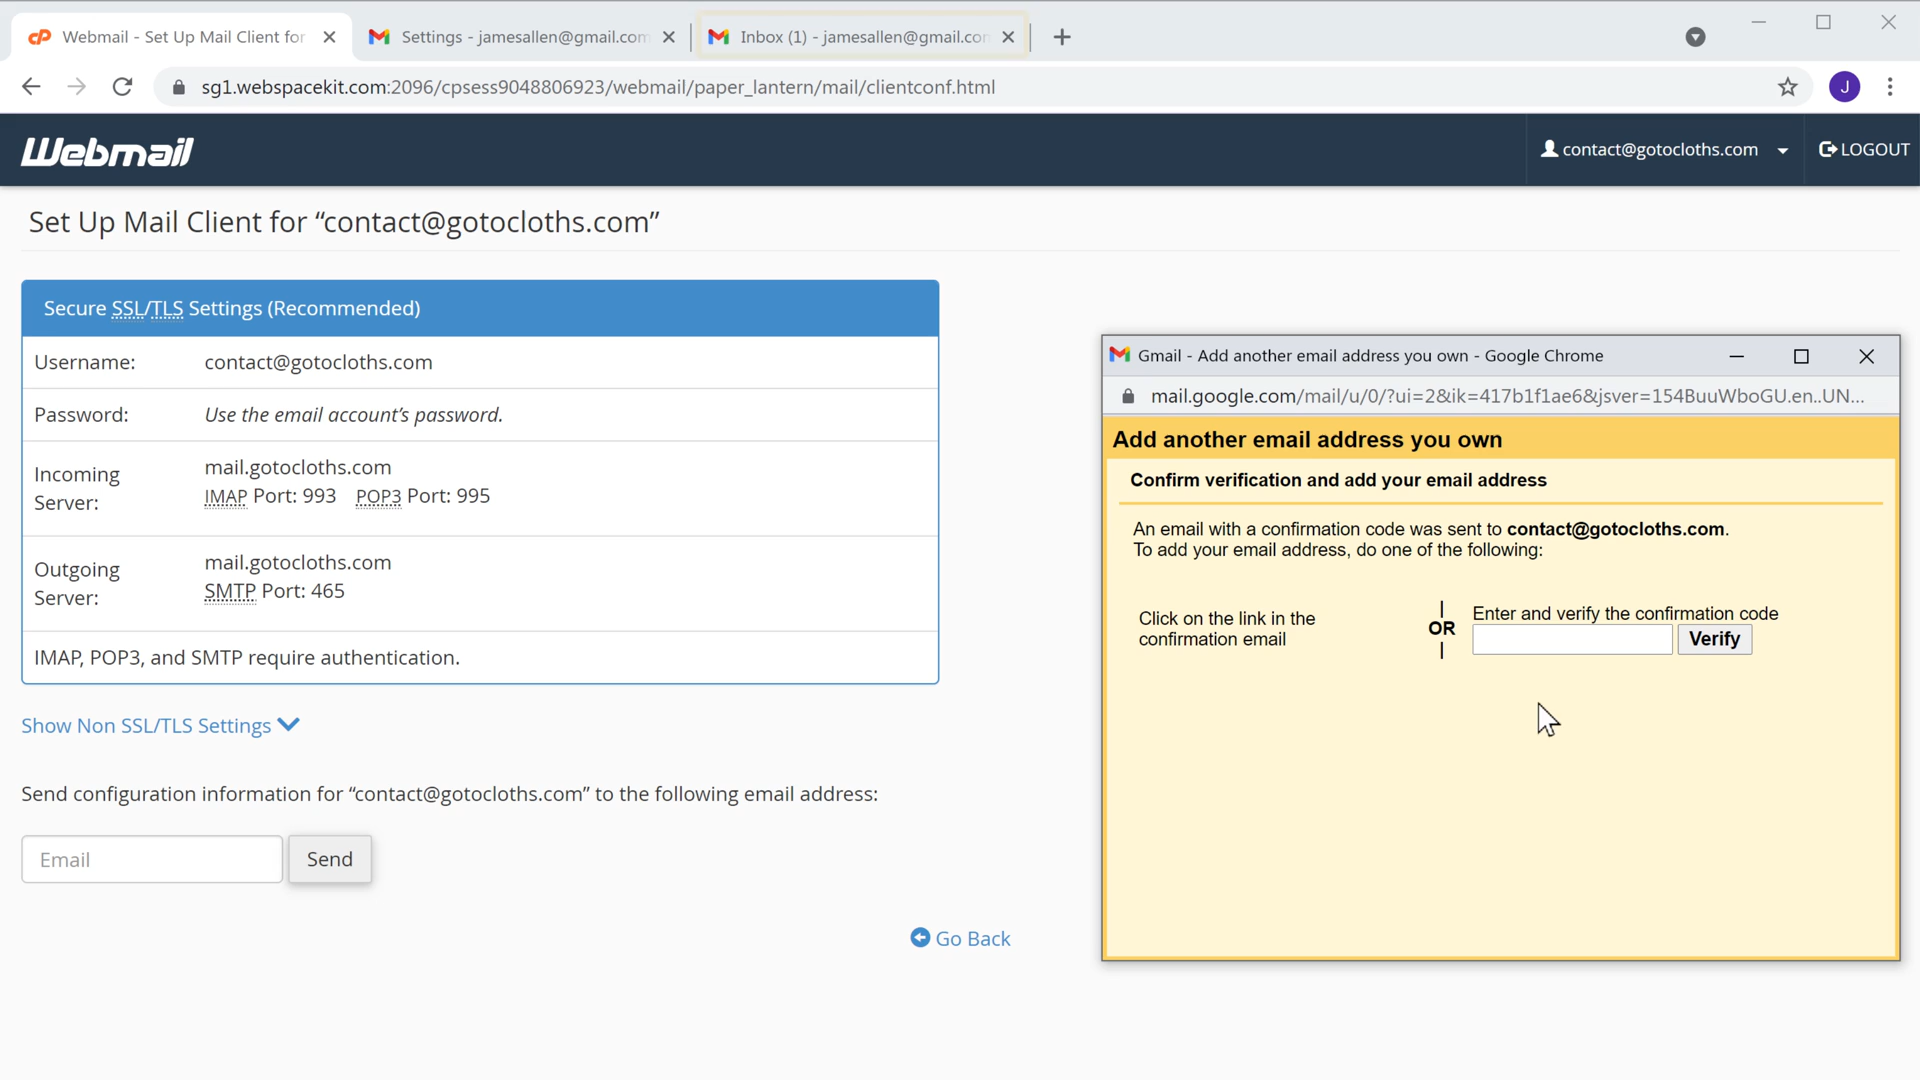 Webmail - Set Up Mail Client for
Settings - jamesallen@gmail.com
Inbox (1) - jamesallen@gmail.com
sg1.webspacekit.com:2096/cpsess9048806923/webmail/paper_lantern/mail/clientconf.html
J
Webmail
contact@gotocloths.com
LOGOUT
Set Up Mail Client for “contact@gotocloths.com”
Secure SSL/TLS Settings (Recommended)
Username: contact@gotocloths.com
Password: Use the email account’s password.
Incoming Server:
mail.gotocloths.com
IMAP Port: 993 POP3 Port: 995
Outgoing Server:
mail.gotocloths.com
SMTP Port: 465
IMAP, POP3, and SMTP require authentication.
Show Non SSL/TLS Settings
Send configuration information for “contact@gotocloths.com” to the following email address:
Email
Send
Go Back
Gmail - Add another email address you own - Google Chrome
mail.google.com/mail/u/0/?ui=2&ik=417b1f1ae6&jsver=154BuuWboGU.en..UN...
Add another email address you own
Confirm verification and add your email address
An email with a confirmation code was sent to contact@gotocloths.com.
To add your email address, do one of the following:
Click on the link in the
confirmation email
OR
Enter and verify the confirmation code
Verify